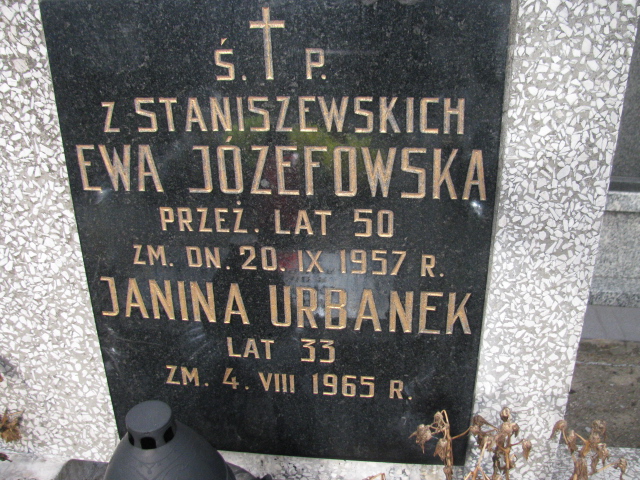 Ś. P.
Z STANISZEWSKICH
EWA JÓZEFOWSKA
PRZEŻ. LAT 50
ZM. DN. 20. IX 1957 R.
JANINA URBANEK
LAT 33
ZM. 4. VIII 1965 R.